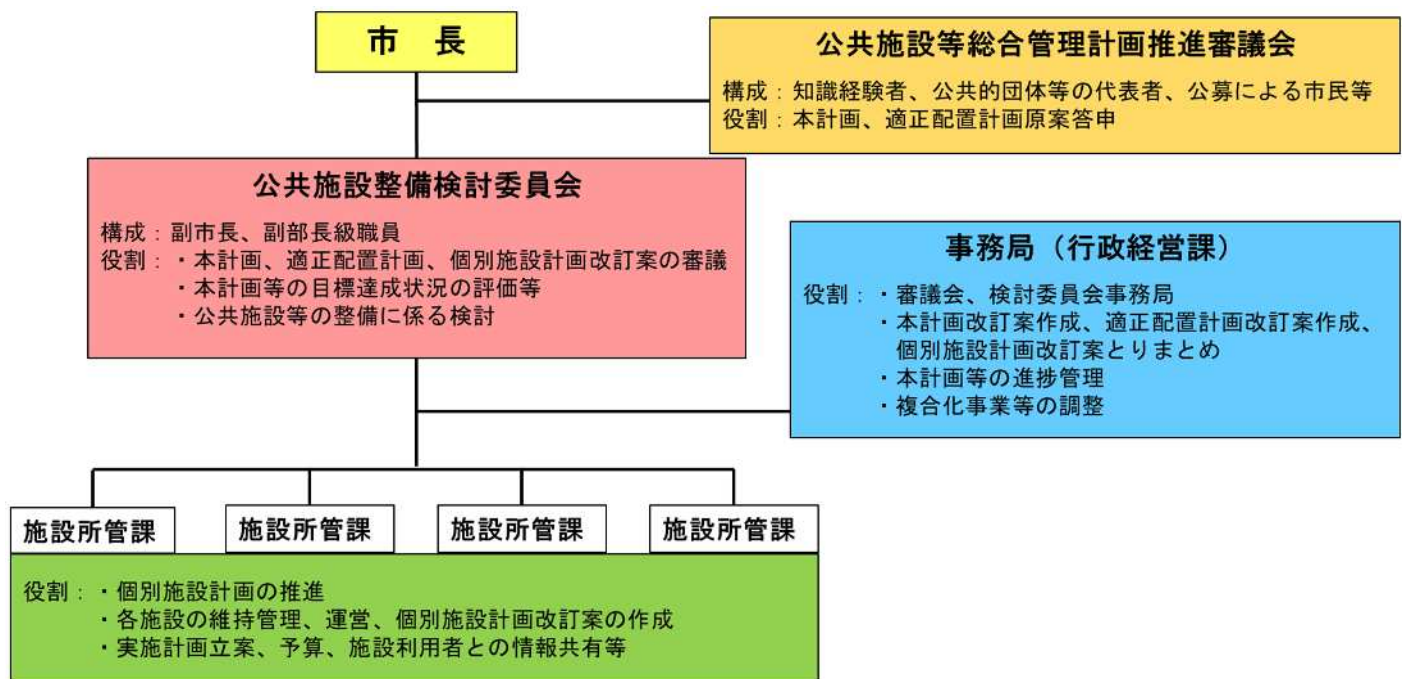 市　長
公共施設等総合管理計画推進審議会
構成：知識経験者、公共的団体等の代表者、公募による市民等
役割：本計画、適正配置計画原案答申
公共施設整備検討委員会
構成：副市長、副部長級職員
役割：・本計画、適正配置計画、個別施設計画改訂案の審議
・本計画等の目標達成状況の評価等
・公共施設等の整備に係る検討
事務局（行政経営課）
役割：・審議会、検討委員会事務局
・本計画改訂案作成、適正配置計画改訂案作成、
個別施設計画改訂案とりまとめ
・本計画等の進捗管理
・複合化事業等の調整
施設所管課
施設所管課
施設所管課
施設所管課
役割：・個別施設計画の推進
・各施設の維持管理、運営、個別施設計画改訂案の作成
・実施計画立案、予算、施設利用者との情報共有等